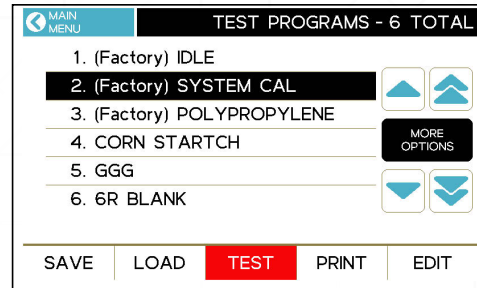 MAIN MENU TEST PROGRAMS - 6 TOTAL
1. (Factory) IDLE
2. (Factory) SYSTEM CAL
3. (Factory) POLYPROPYLENE
4. CORN STARTCH
5. GGG
6. 6R BLANK
MORE OPTIONS
SAVE LOAD TEST PRINT EDIT